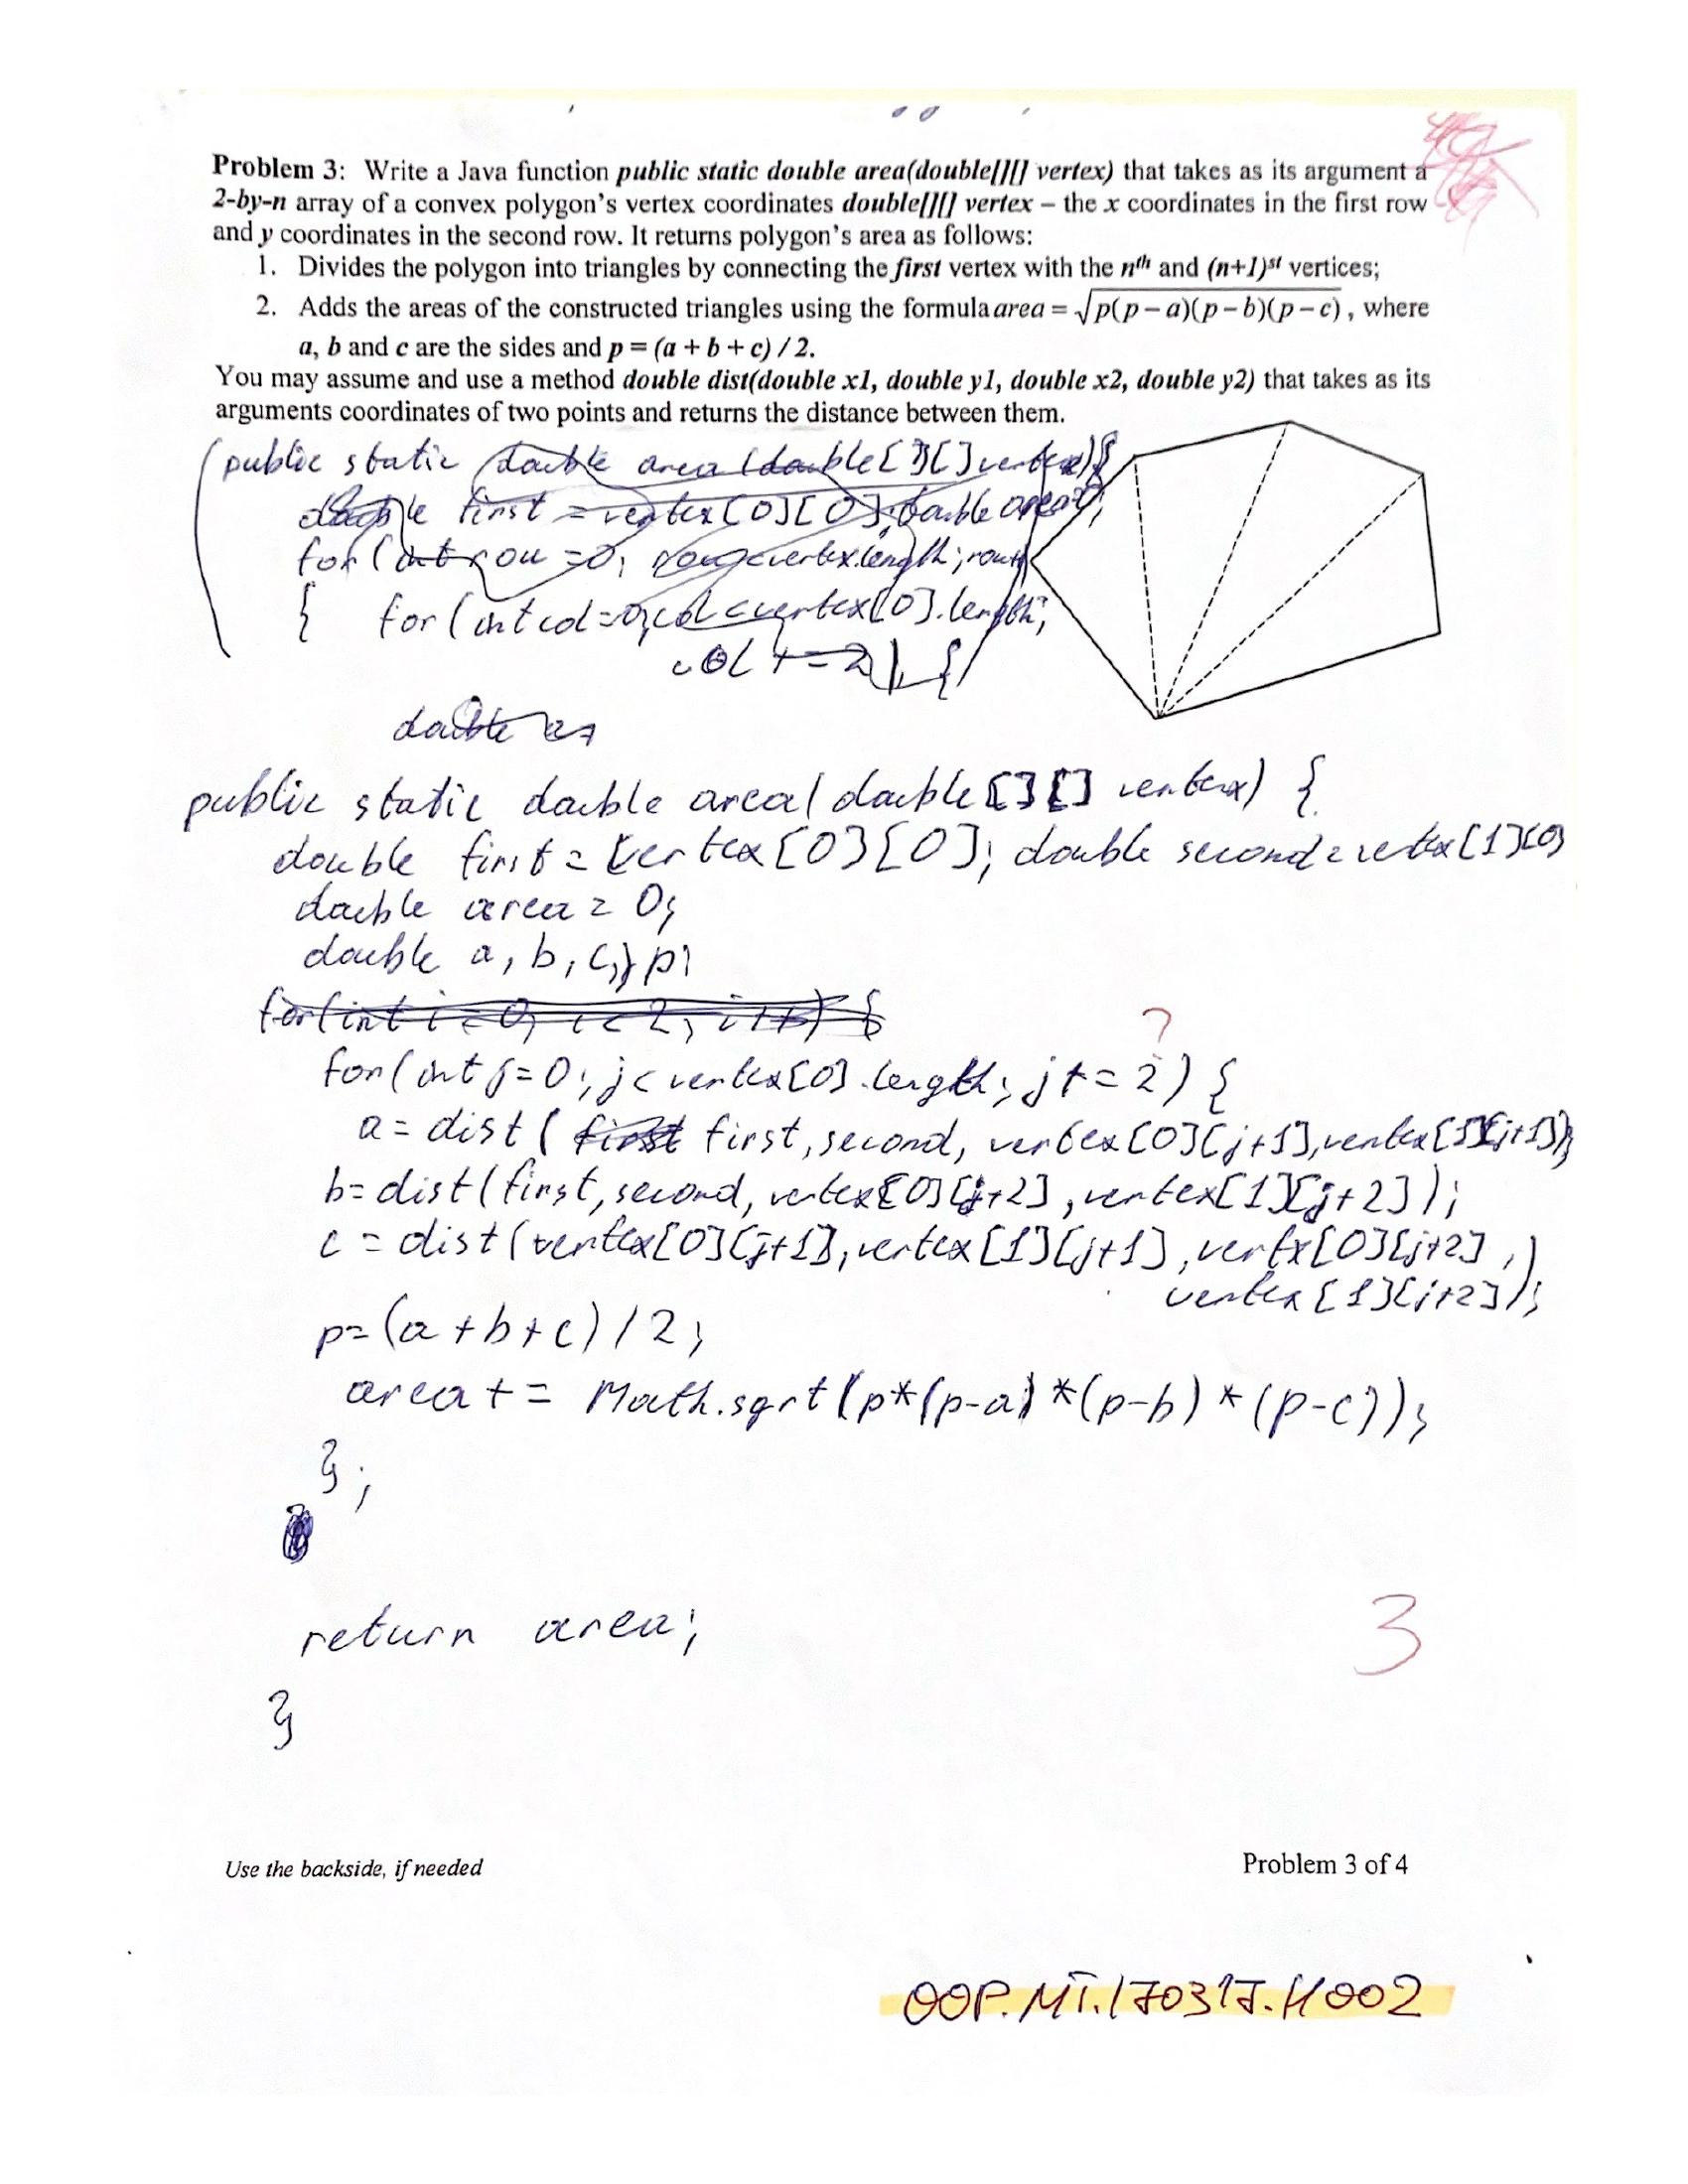 Problem 3: Write a Java function public static double area(double[][] vertex) that takes as its argument a
2-by-n array of a convex polygon's vertex coordinates double[][] vertex – the x coordinates in the first row
and y coordinates in the second row. It returns polygon's area as follows:
1. Divides the polygon into triangles by connecting the first vertex with the nth and (n+1)st vertices;
2. Adds the areas of the constructed triangles using the formula area = √p(p – a)(p – b)(p – c) , where
a, b and c are the sides and p = (a + b + c) / 2.
You may assume and use a method double dist(double x1, double y1, double x2, double y2) that takes as its
arguments coordinates of two points and returns the distance between them.
public static double area (double[][] vertex){
double first = vertex[0][0]; double area=0;
for(int row =0; row<vertex.length; row++)
{ for(int col=0; col<vertex[0].length;
col+=2) {
double a=
public static double area(double[][] vertex) {
double first = vertex[0][0]; double second = vertex[1][0]
double area = 0;
double a, b, c, p;
for(int i=0; i<2; i++) {
?
for(int j=0; j<vertex[0].length; j+=2) {
a= dist( first first, second, vertex[0][j+1], vertex[1][j+1]);
b= dist(first, second, vertex[0][j+2], vertex[1][j+2]);
c = dist(vertex[0][j+1], vertex[1][j+1], vertx[0][j+2] ,
vertex[1][j+2]);
p= (a+b+c)/2;
area += Math.sqrt(p*(p-a)*(p-b)*(p-c));
};
return area;
3
}
Use the backside, if needed
Problem 3 of 4
OOP.MT.170317.H002